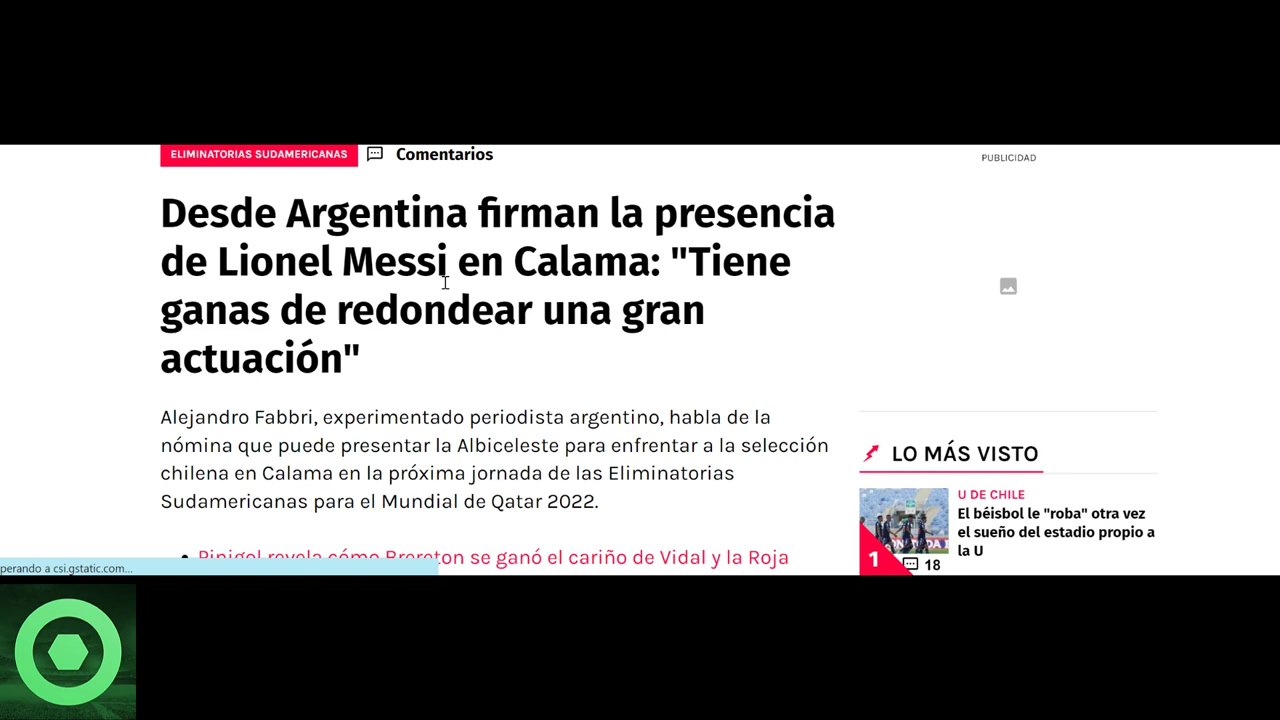 ELIMINATORIAS SUDAMERICANAS
Comentarios
Desde Argentina firman la presencia
de Lionel Messi en Calama: "Tiene
ganas de redondear una gran
actuación"
Alejandro Fabbri, experimentado periodista argentino, habla de la
nómina que puede presentar la Albiceleste para enfrentar a la selección
chilena en Calama en la próxima jornada de las Eliminatorias
Sudamericanas para el Mundial de Qatar 2022.
• Pinigol revela cómo Brereton se ganó el cariño de Vidal y la Roja
perando a csi.gstatic.com...
PUBLICIDAD
LO MÁS VISTO
U DE CHILE
El béisbol le "roba" otra vez
el sueño del estadio propio a
la U
1
18